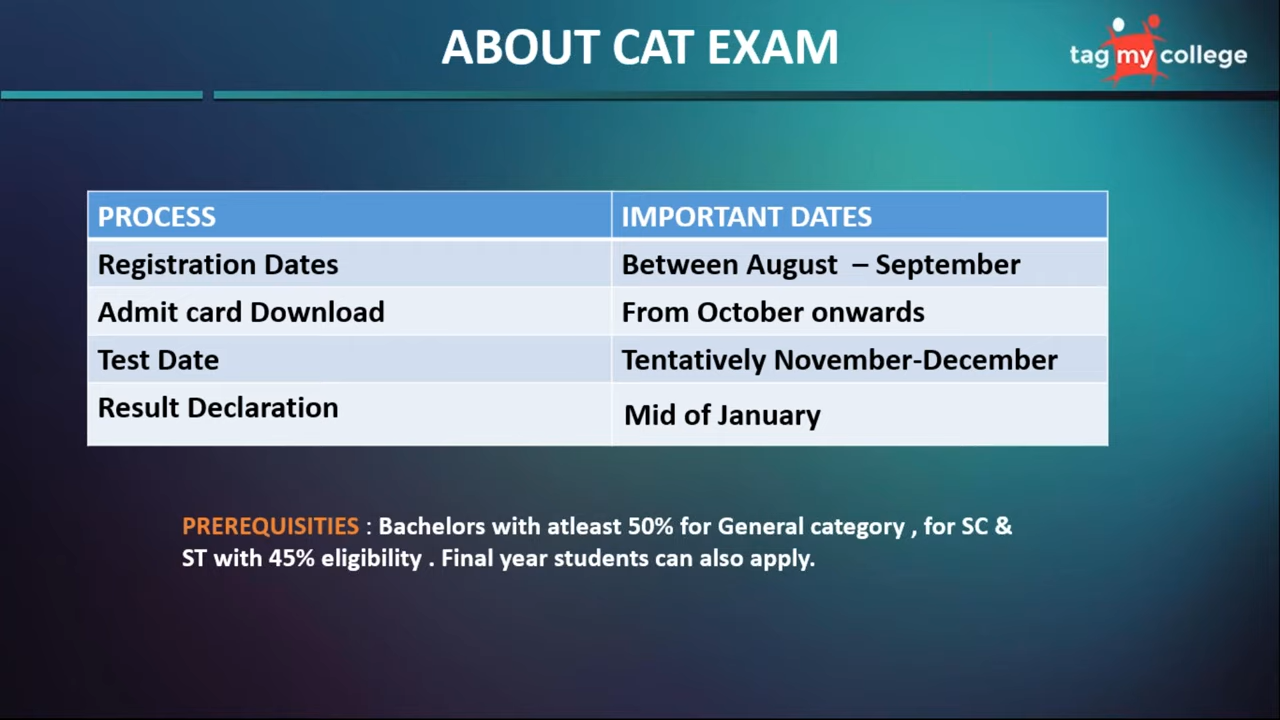 ABOUT CAT EXAM
tag my college
PROCESS
IMPORTANT DATES
Registration Dates
Between August – September
Admit card Download
From October onwards
Test Date
Tentatively November-December
Result Declaration
Mid of January
PREREQUISITIES : Bachelors with atleast 50% for General category , for SC &
ST with 45% eligibility . Final year students can also apply.